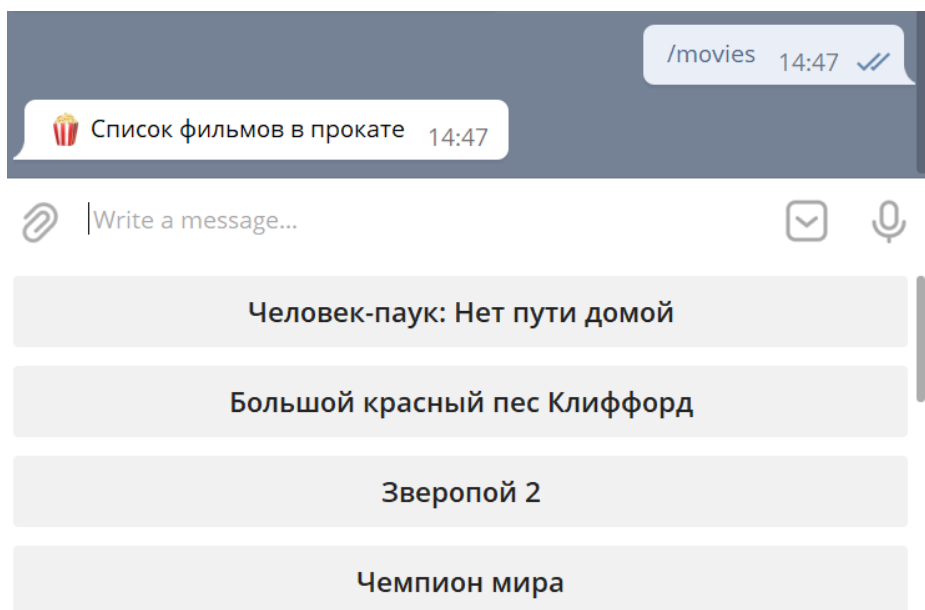 /movies 14:47
Список фильмов в прокате 14:47
Write a message...
Человек-паук: Нет пути домой
Большой красный пес Клиффорд
Зверопой 2
Чемпион мира